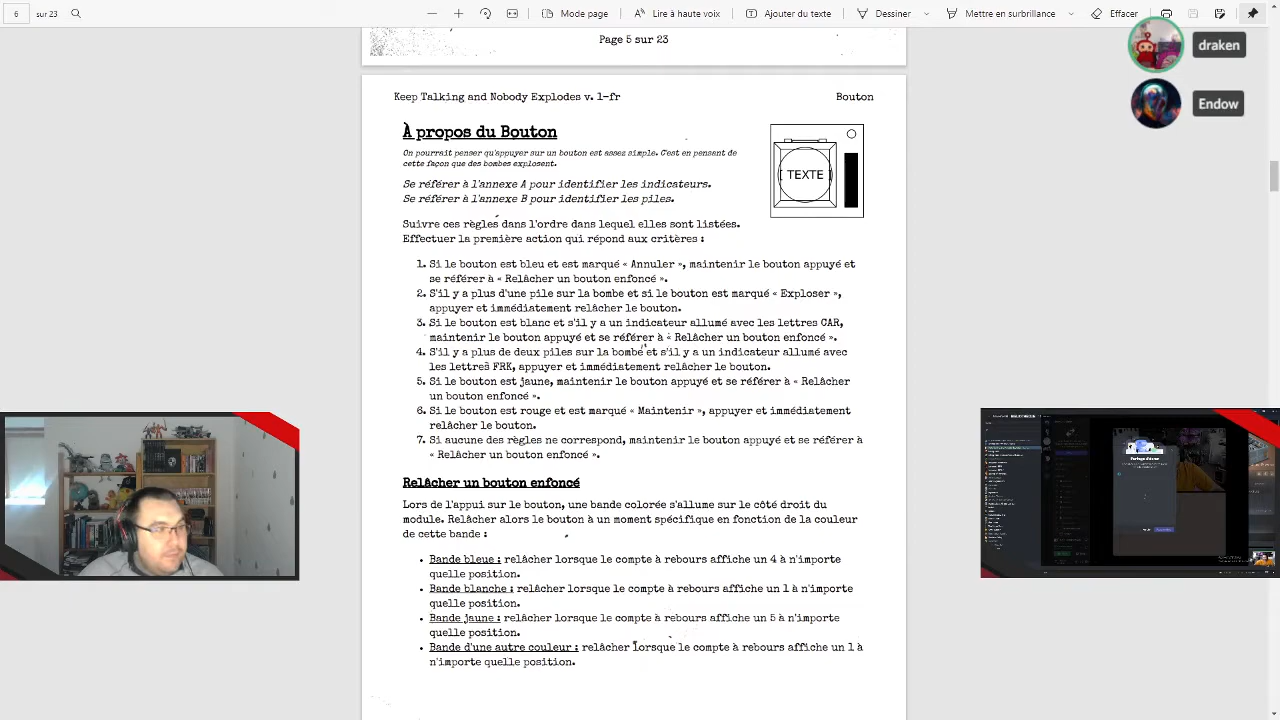 6 sur 23
Mode page
Lire à haute voix
Ajouter du texte
Dessiner
Mettre en surbrillance
Effacer
draken
Endow
Page 5 sur 23
Keep Talking and Nobody Explodes v. 1-fr
Bouton
À propos du Bouton
On pourrait penser qu'appuyer sur un bouton est assez simple. C'est en pensant de
cette façon que des bombes explosent.
TEXTE
Se référer à l'annexe A pour identifier les indicateurs.
Se référer à l'annexe B pour identifier les piles.
Suivre ces règles dans l'ordre dans lequel elles sont listées.
Effectuer la première action qui répond aux critères :
1. Si le bouton est bleu et est marqué « Annuler », maintenir le bouton appuyé et
se référer à « Relâcher un bouton enfoncé ».
2. S'il y a plus d'une pile sur la bombe et si le bouton est marqué « Exploser »,
appuyer et immédiatement relâcher le bouton.
3. Si le bouton est blanc et s'il y a un indicateur allumé avec les lettres CAR,
maintenir le bouton appuyé et se référer à « Relâcher un bouton enfoncé ».
4. S'il y a plus de deux piles sur la bombe et s'il y a un indicateur allumé avec
les lettres FRK, appuyer et immédiatement relâcher le bouton.
5. Si le bouton est jaune, maintenir le bouton appuyé et se référer à « Relâcher
un bouton enfoncé ».
6. Si le bouton est rouge et est marqué « Maintenir », appuyer et immédiatement
relâcher le bouton.
7. Si aucune des règles ne correspond, maintenir le bouton appuyé et se référer à
« Relâcher un bouton enfoncé ».
Relâcher un bouton enfoncé
Lors de l'appui sur le bouton, une bande colorée s'allume sur le côté droit du
module. Relâcher alors le bouton à un moment spécifique en fonction de la couleur
de cette bande :
• Bande bleue : relâcher lorsque le compte à rebours affiche un 4 à n'importe
quelle position.
• Bande blanche : relâcher lorsque le compte à rebours affiche un 1 à n'importe
quelle position.
• Bande jaune : relâcher lorsque le compte à rebours affiche un 5 à n'importe
quelle position.
• Bande d'une autre couleur : relâcher lorsque le compte à rebours affiche un 1 à
n'importe quelle position.